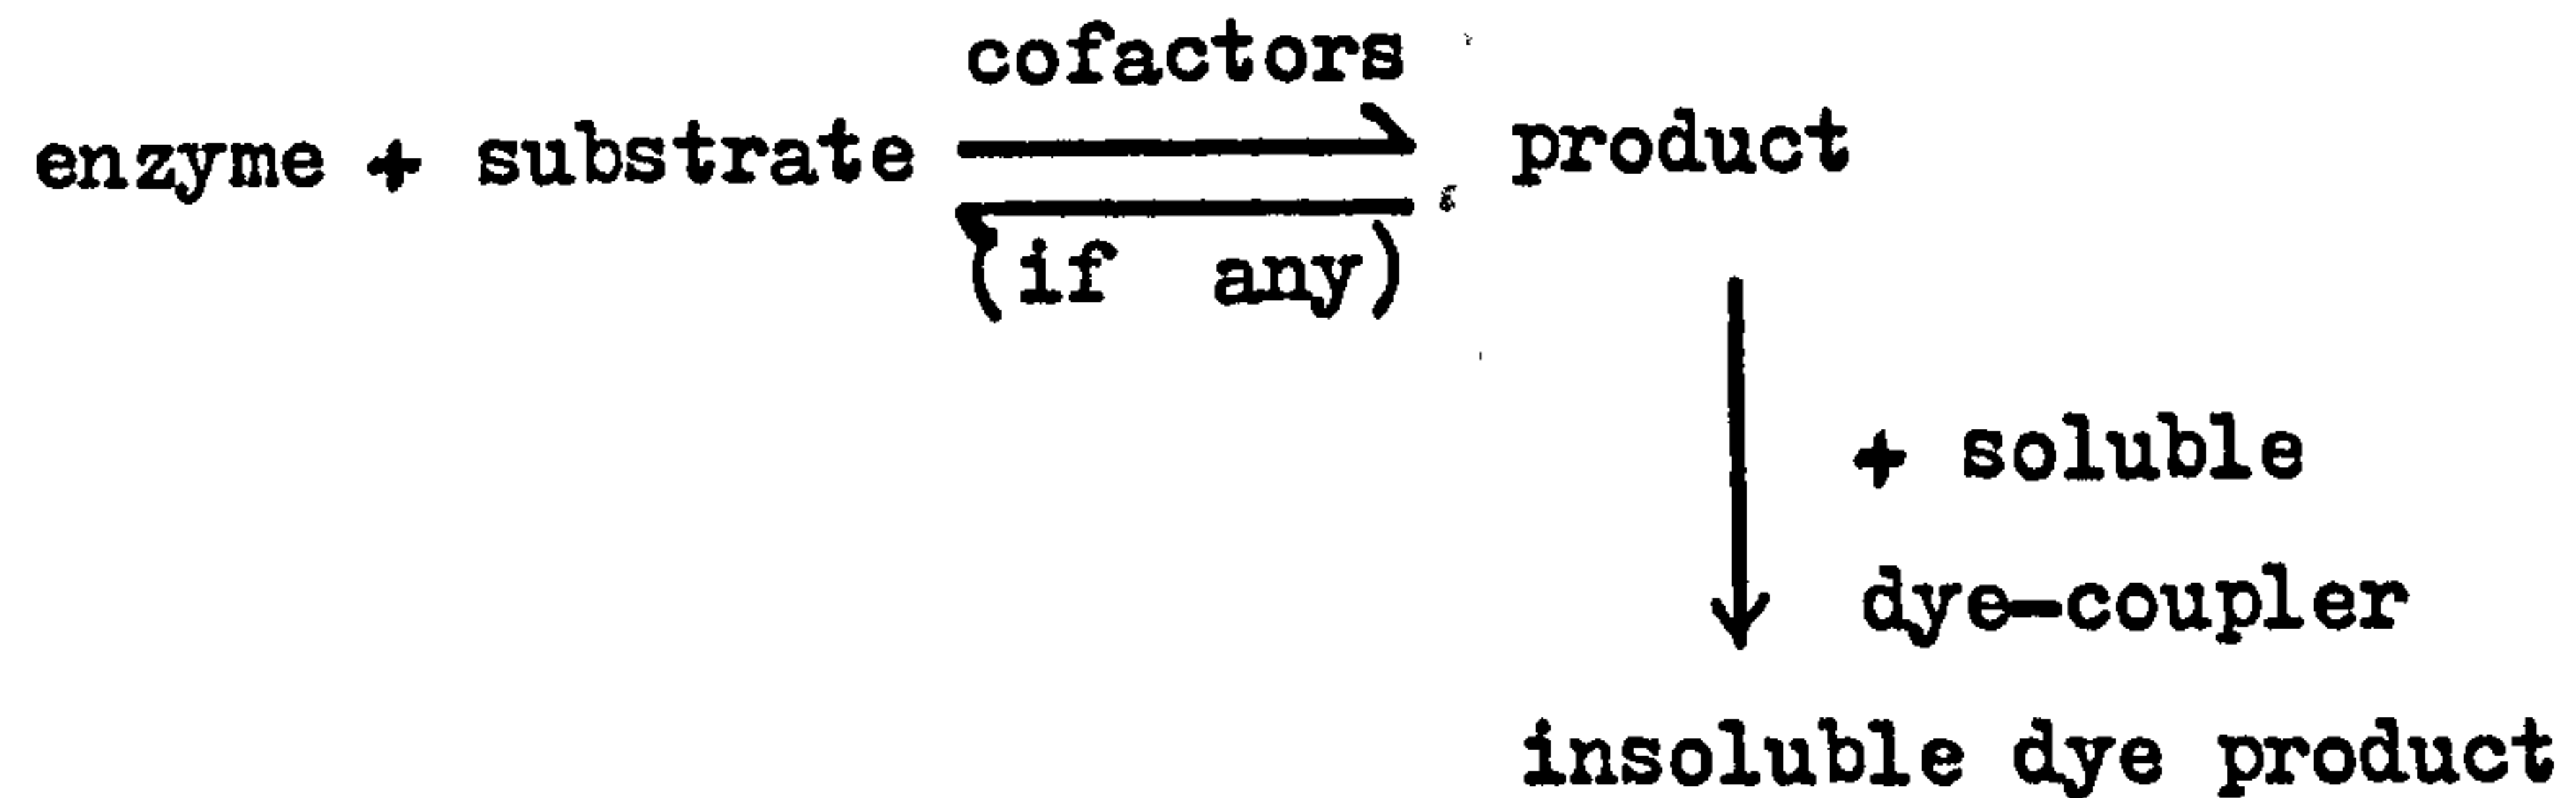 cofactors
enzyme + substrate ⇌ product
(if any)
+ soluble
dye-coupler
insoluble dye product